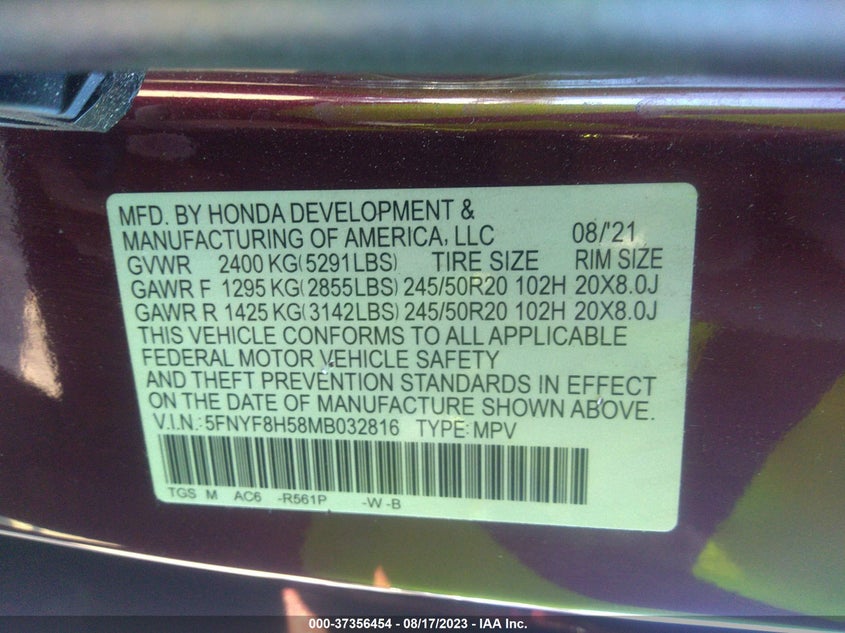 MFD. BY HONDA DEVELOPMENT &
MANUFACTURING OF AMERICA, LLC 08/'21
GVWR 2400 KG(5291LBS) TIRE SIZE RIM SIZE
GAWR F 1295 KG(2855LBS) 245/50R20 102H 20X8.0J
GAWR R 1425 KG(3142LBS) 245/50R20 102H 20X8.0J
THIS VEHICLE CONFORMS TO ALL APPLICABLE
FEDERAL MOTOR VEHICLE SAFETY
AND THEFT PREVENTION STANDARDS IN EFFECT
ON THE DATE OF MANUFACTURE SHOWN ABOVE.
V.I.N.: 5FNYF8H58MB032816 TYPE: MPV
TGS M AC6 -R561P -W -B
000-37356454 - 08/17/2023 - IAA Inc.